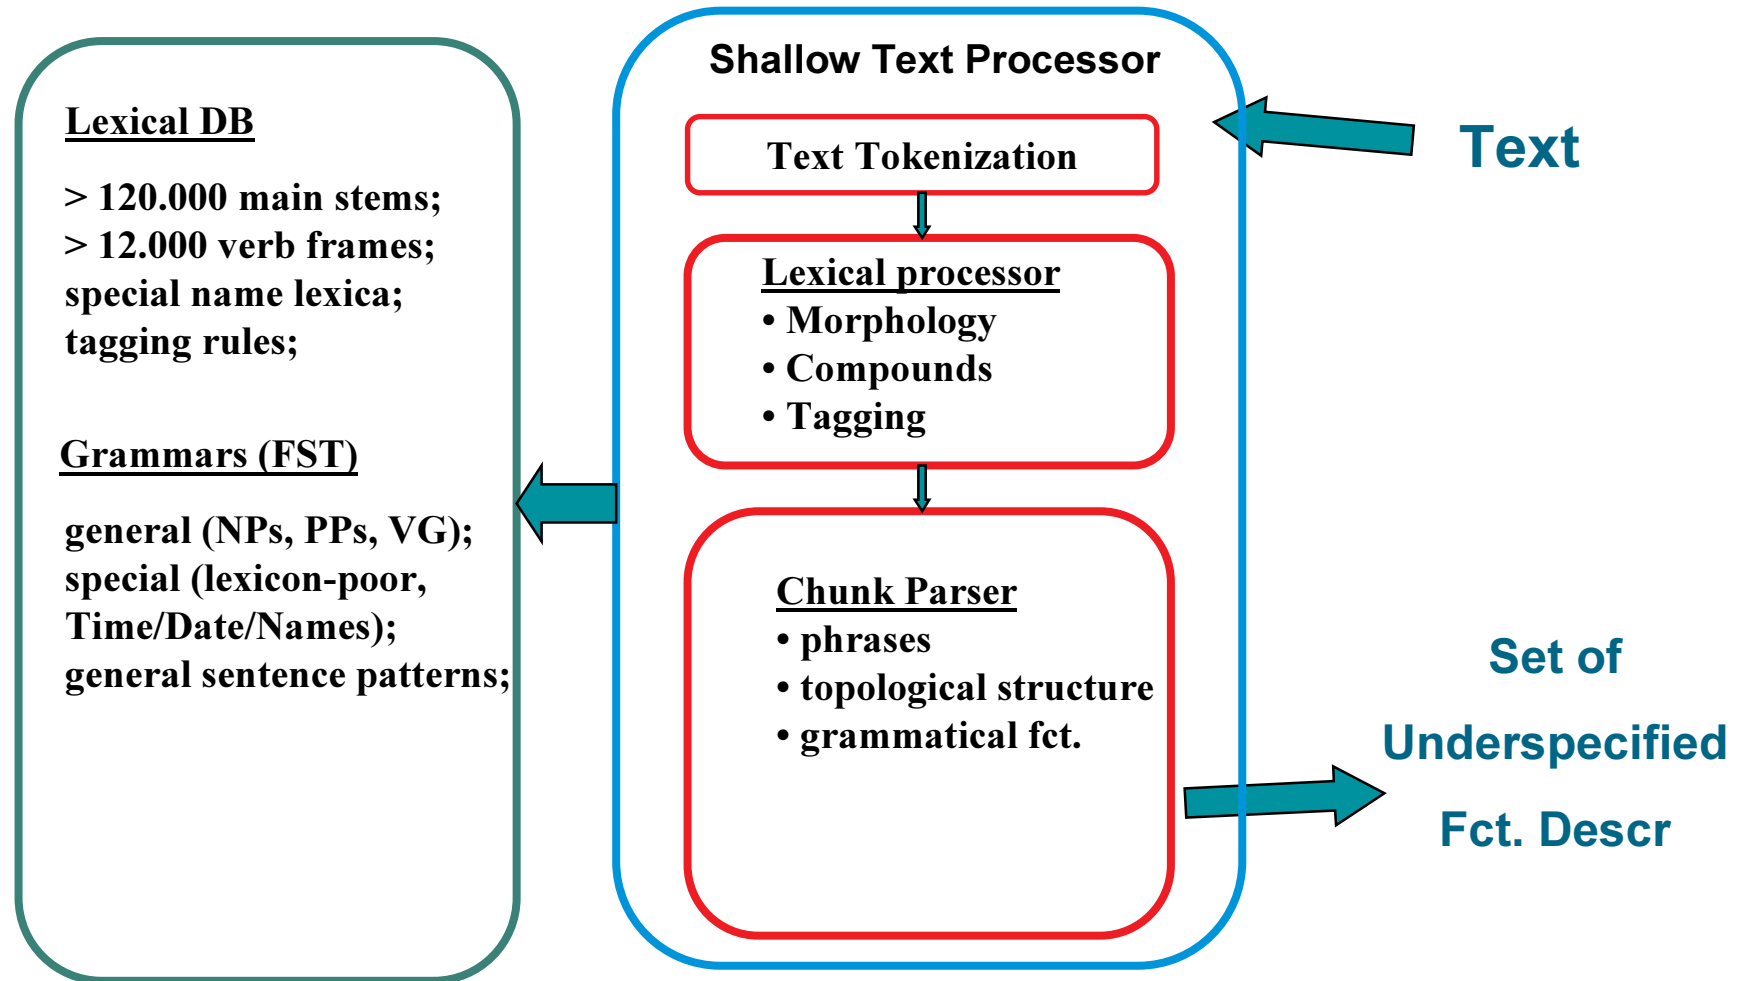 Lexical DB
> 120.000 main stems;
> 12.000 verb frames;
special name lexica;
tagging rules;
Grammars (FST)
general (NPs, PPs, VG);
special (lexicon-poor,
Time/Date/Names);
general sentence patterns;
Shallow Text Processor
Text Tokenization
Lexical processor
• Morphology
• Compounds
• Tagging
Chunk Parser
• phrases
• topological structure
• grammatical fct.
Text
Set of
Underspecified
Fct. Descr